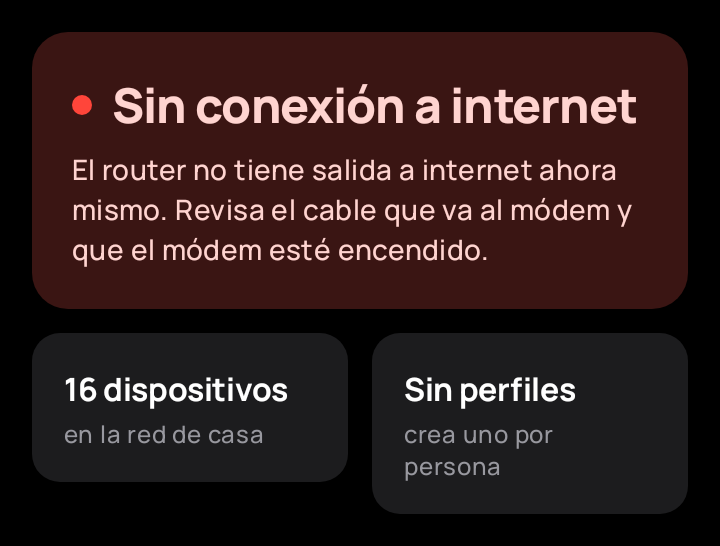 Sin conexión a internet
El router no tiene salida a internet ahora
mismo. Revisa el cable que va al módem y
que el módem esté encendido.
16 dispositivos
en la red de casa
Sin perfiles
crea uno por
persona